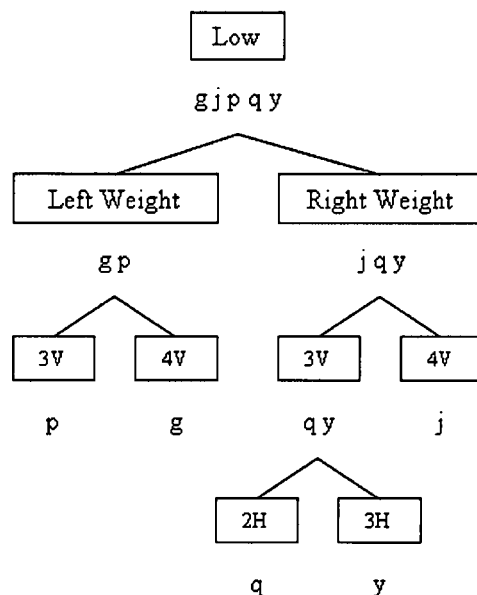 Low
g j p q y
Left Weight Right Weight
g p j q y
3V 4V 3V 4V
p g q y j
2H 3H
q y